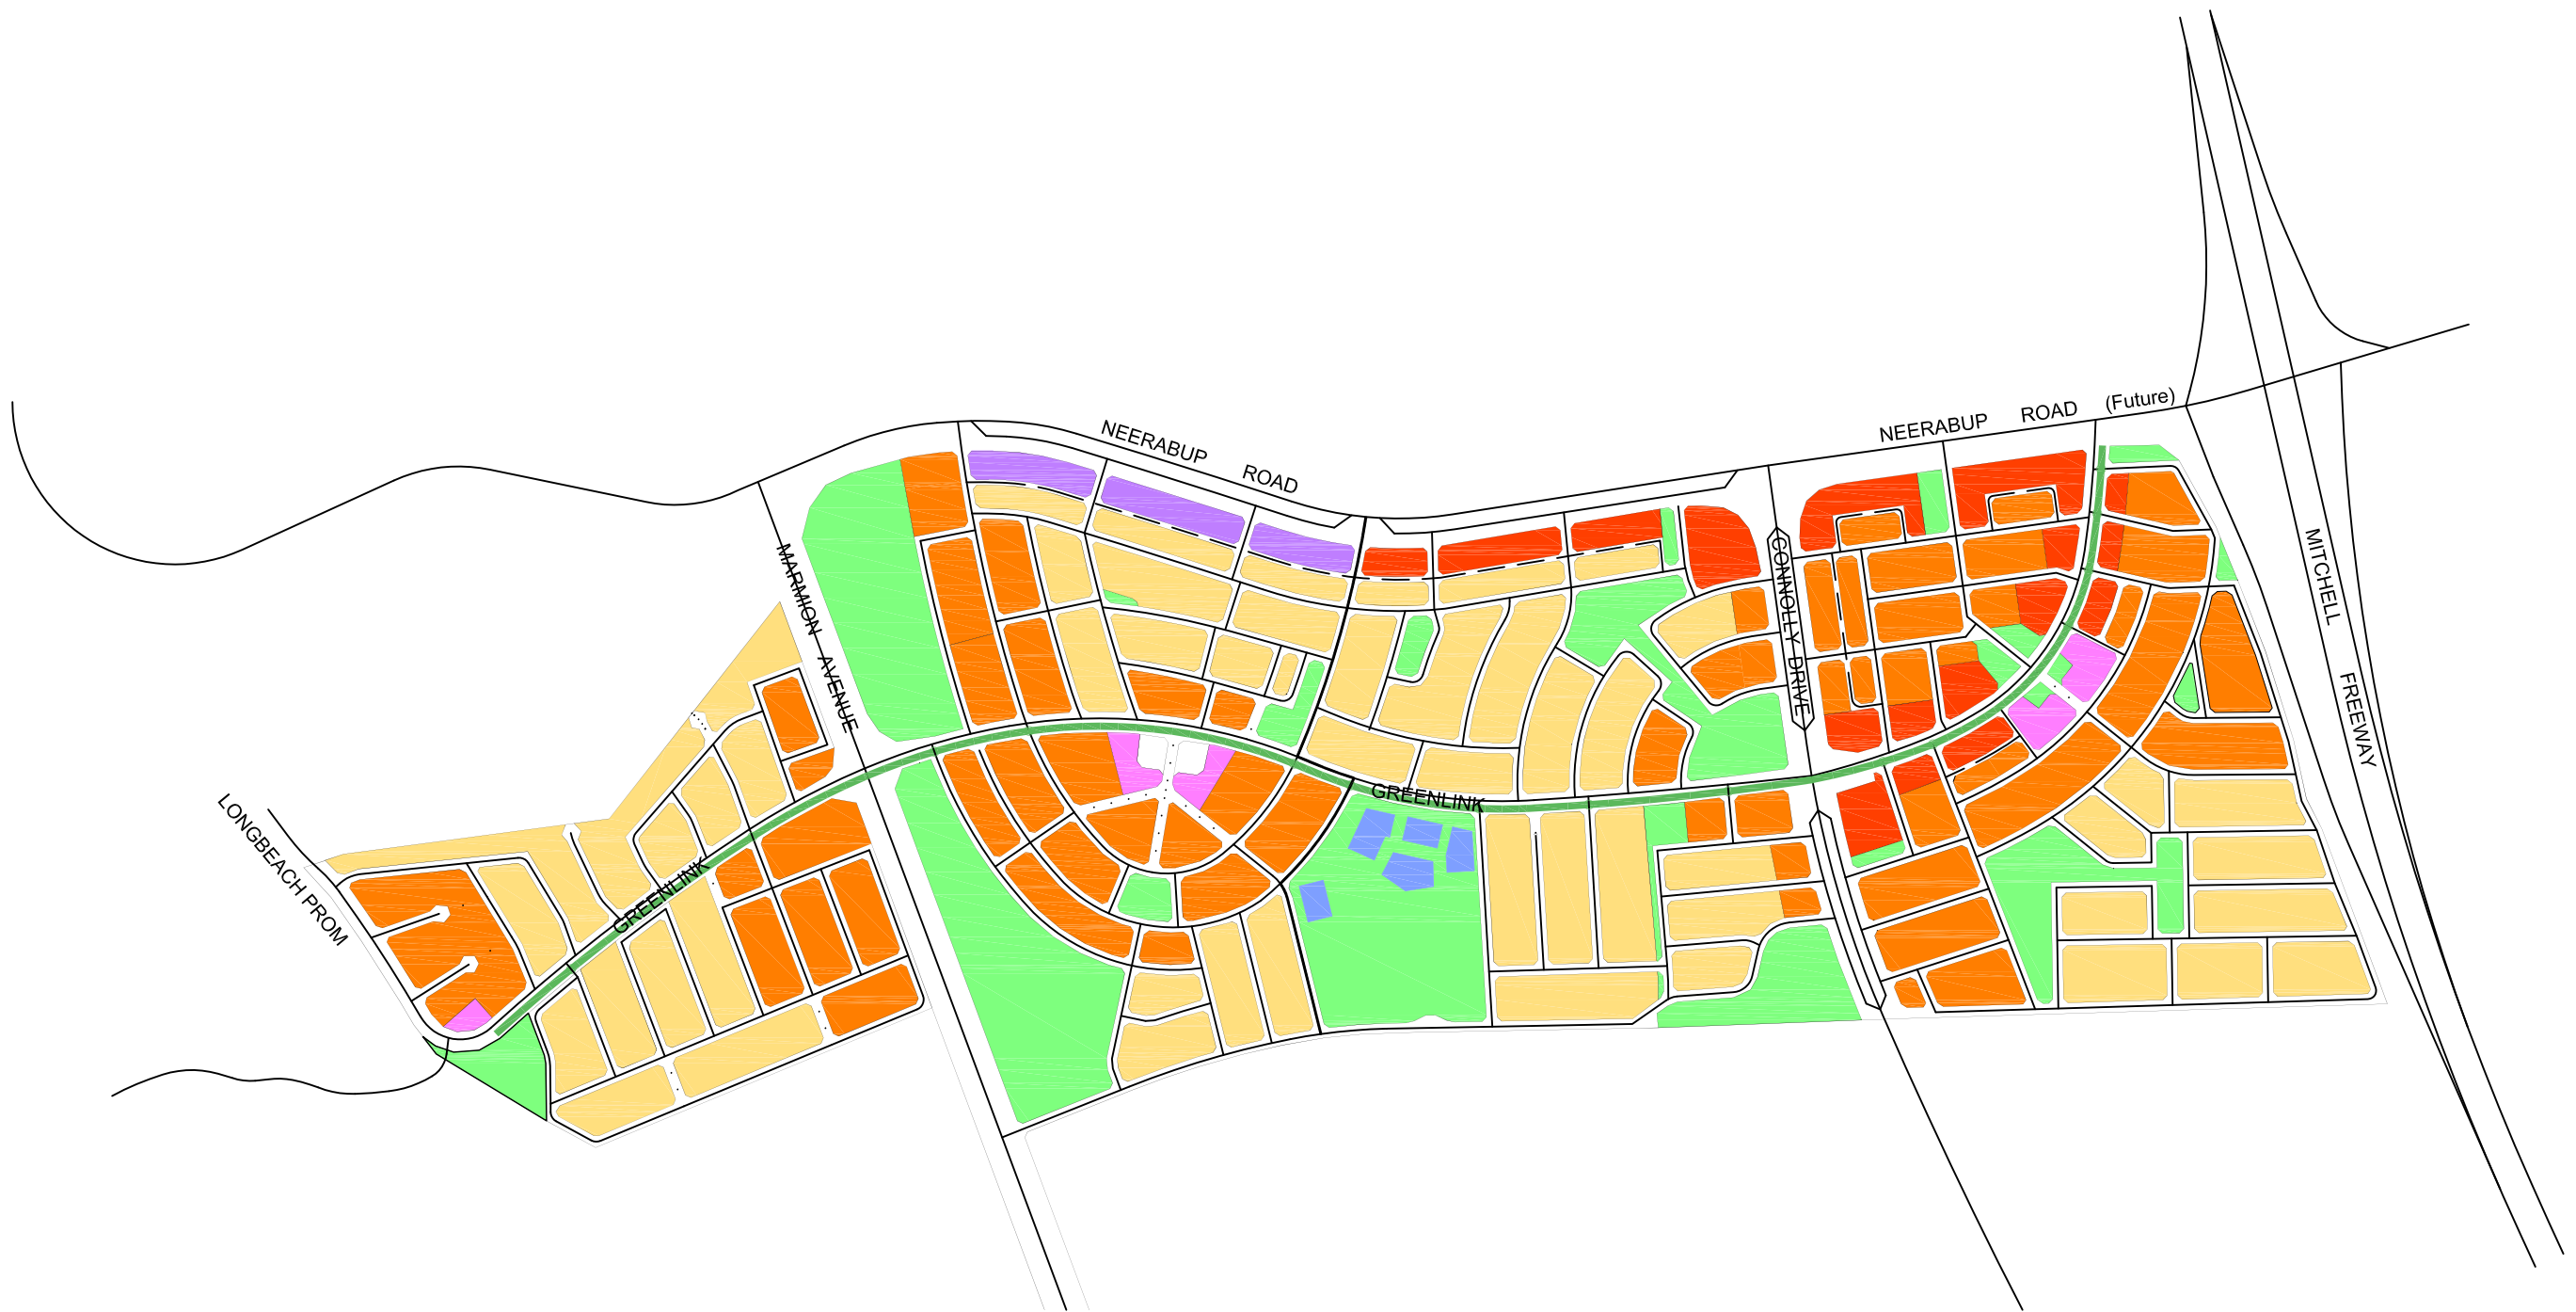 NEERABUP ROAD
NEERABUP ROAD (Future)
MARMION AVENUE
CONNOLLY DRIVE
MITCHELL FREEWAY
LONGBEACH PROM
GREENLINK
GREENLINK